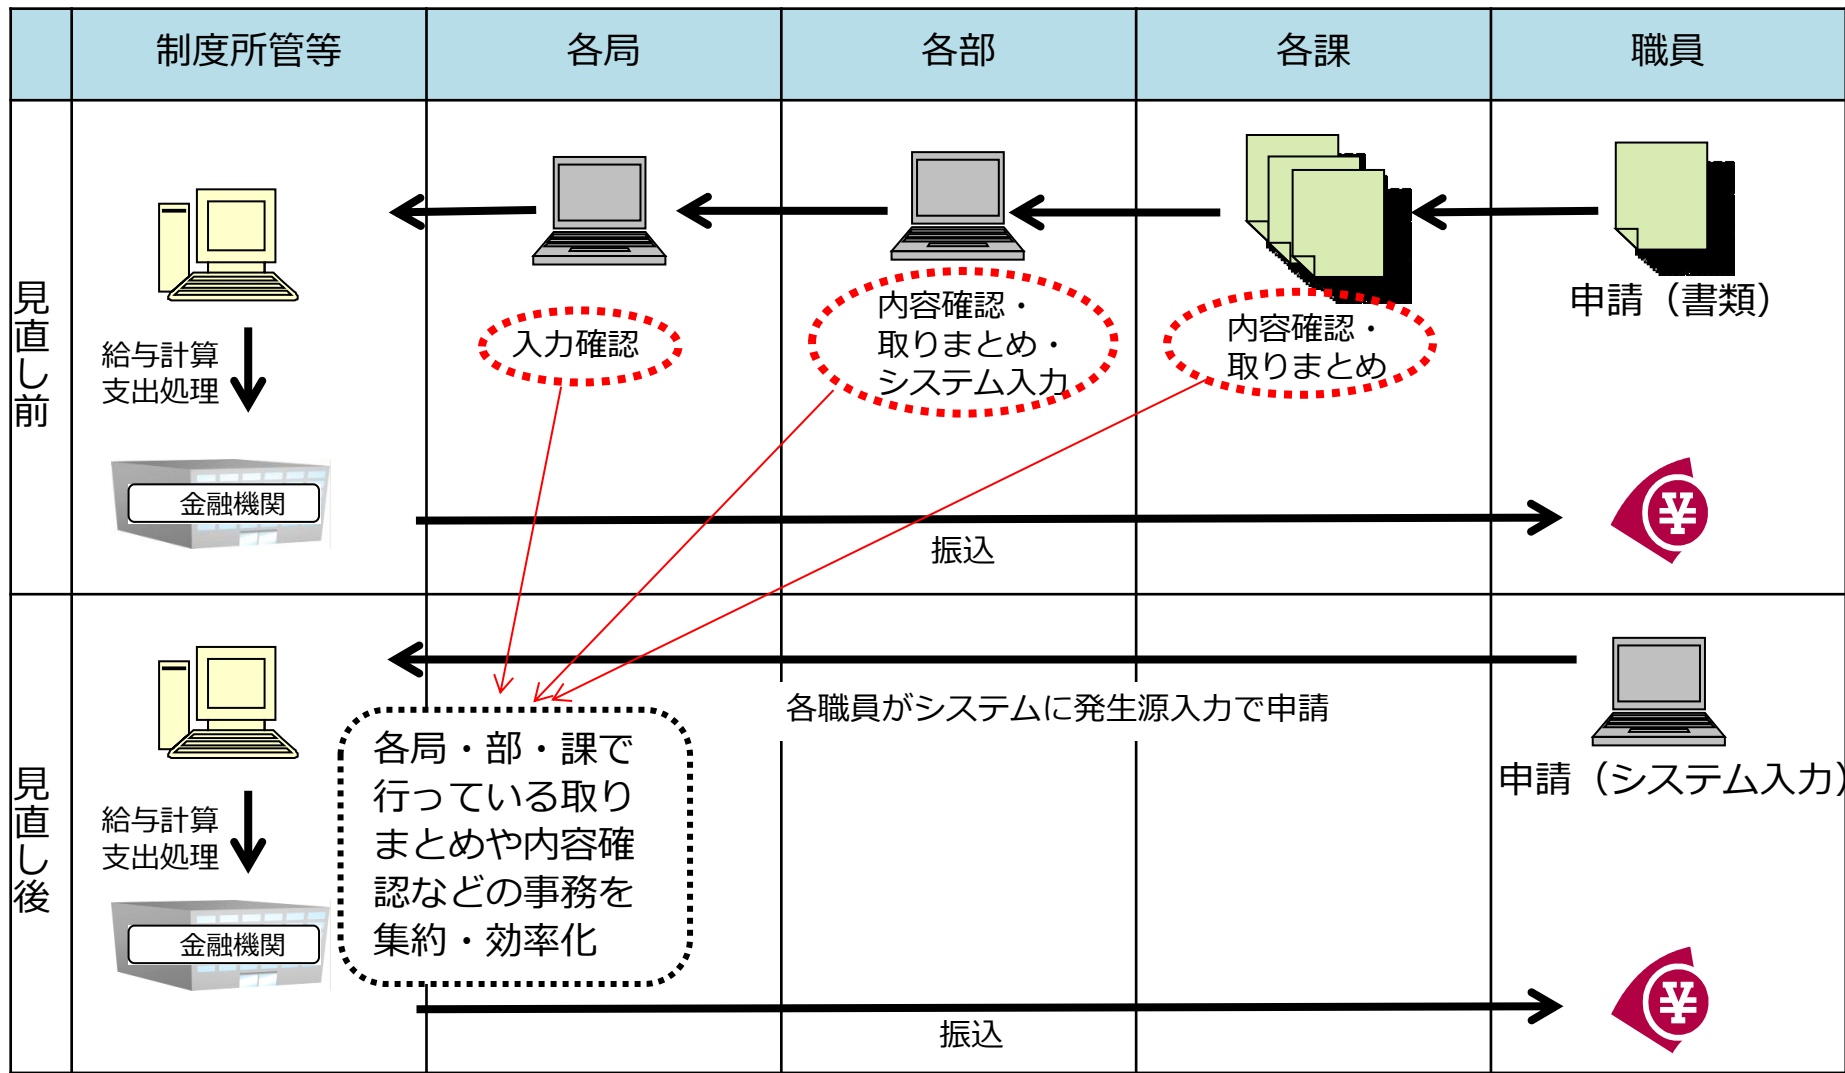 制度所管等
各局
各部
各課
職員
見直し前
申請（書類）
内容確認・
取りまとめ
内容確認・
取りまとめ・
システム入力
入力確認
給与計算
支出処理
金融機関
振込
見直し後
各職員がシステムに発生源入力で申請
申請（システム入力）
各局・部・課で
行っている取り
まとめや内容確
認などの事務を
集約・効率化
給与計算
支出処理
金融機関
振込